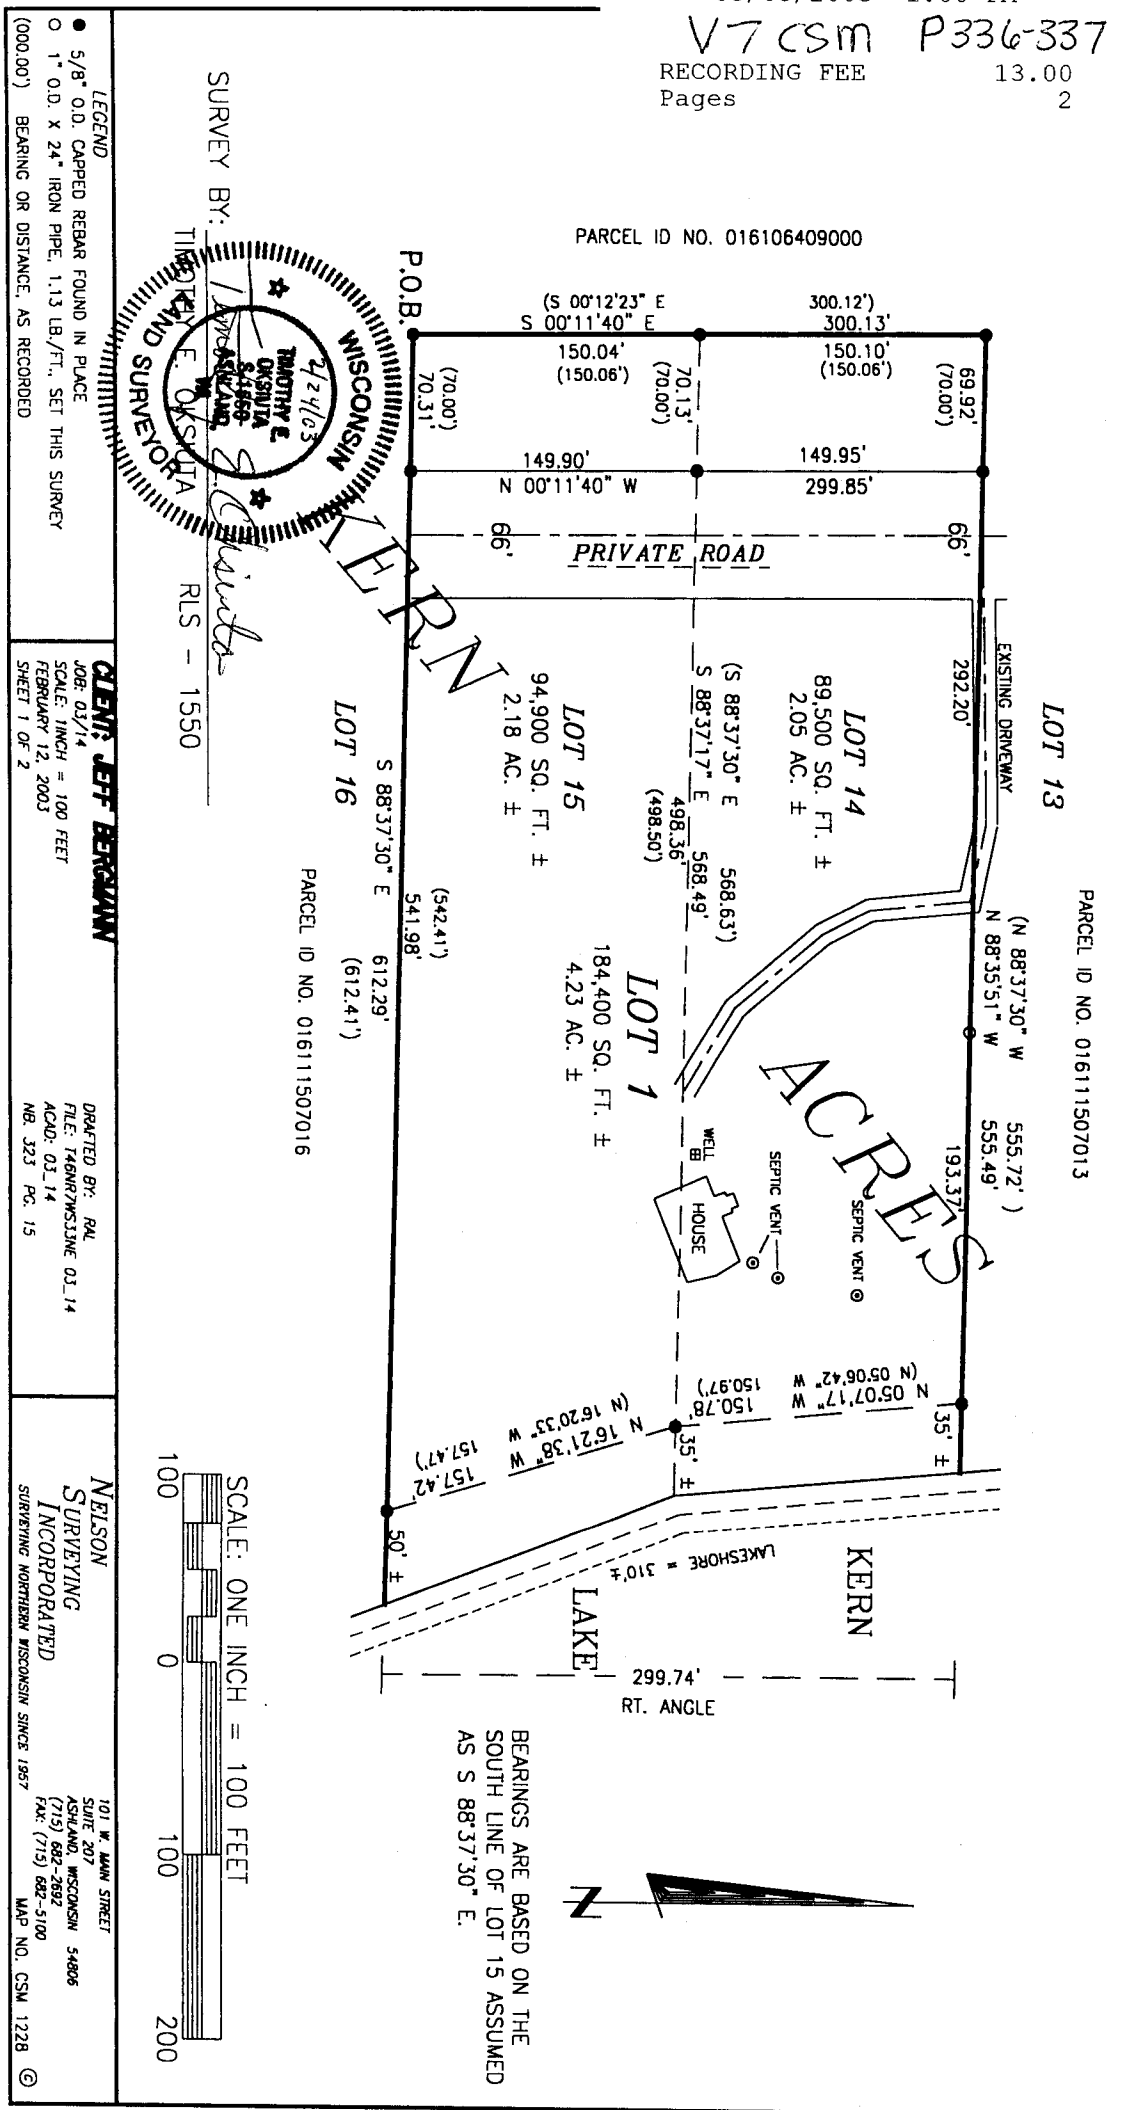 V7 CSM P336-337
RECORDING FEE 13.00
Pages 2
PARCEL ID NO. 016106409000
(S 00°12'23" E 300.12')
S 00°11'40" E 300.13'
150.04' 150.10'
(150.06') (150.06')
P.O.B.
(70.00')
70.31'
70.13'
(70.00')
69.92'
(70.00')
149.90' 149.95'
N 00°11'40" W 299.85'
66' 66'
PRIVATE ROAD
EXISTING DRIVEWAY
292.20'
LOT 13
PARCEL ID NO. 016111507013
(N 88°37'30" W 555.72')
N 88°35'51" W 555.49'
193.37'
LOT 14
89,500 SQ. FT. ±
2.05 AC. ±
(S 88°37'30" E 568.63')
S 88°37'17" E 568.49'
498.36'
(498.50')
LOT 15
94,900 SQ. FT. ±
2.18 AC. ±
LOT 1
184,400 SQ. FT. ±
4.23 AC. ±
KERN
ACRES
WELL
HOUSE
SEPTIC VENT
SEPTIC VENT
(542.41')
541.98'
S 88°37'30" E 612.29'
(612.41')
LOT 16
PARCEL ID NO. 016111507016
N 05°07'17" W 150.78'
(N 05°06'42" W 150.97')
N 16°21'38" W 157.42'
(N 16°20'33" W 157.47')
35' ±
35' ±
50' ±
LAKESHORE = 310'±
KERN
LAKE
299.74'
RT. ANGLE
BEARINGS ARE BASED ON THE
SOUTH LINE OF LOT 15 ASSUMED
AS S 88°37'30" E.
N
SURVEY BY:
TIMOTHY E. OKSIUTA RLS - 1550
WISCONSIN
2/24/03
TIMOTHY E.
OKSIUTA
S-1550
ASHLAND,
WI
LAND SURVEYOR
SCALE: ONE INCH = 100 FEET
100 0 100 200
LEGEND
● 5/8" O.D. CAPPED REBAR FOUND IN PLACE
○ 1" O.D. X 24" IRON PIPE, 1.13 LB./FT., SET THIS SURVEY
(000.00') BEARING OR DISTANCE, AS RECORDED
CLIENT: JEFF BERGMANN
JOB: 03/14
SCALE: 1INCH = 100 FEET
FEBRUARY 12, 2003
SHEET 1 OF 2
DRAFTED BY: RAL
FILE: T46NR7WS33NE 03_14
ACAD: 03_14
NB. 323 PG. 15
NELSON
SURVEYING
INCORPORATED
SURVEYING NORTHERN WISCONSIN SINCE 1957
101 W. MAIN STREET
SUITE 207
ASHLAND, WISCONSIN 54806
(715) 682-2692
FAX: (715) 682-5100
MAP NO. CSM 1228 ©